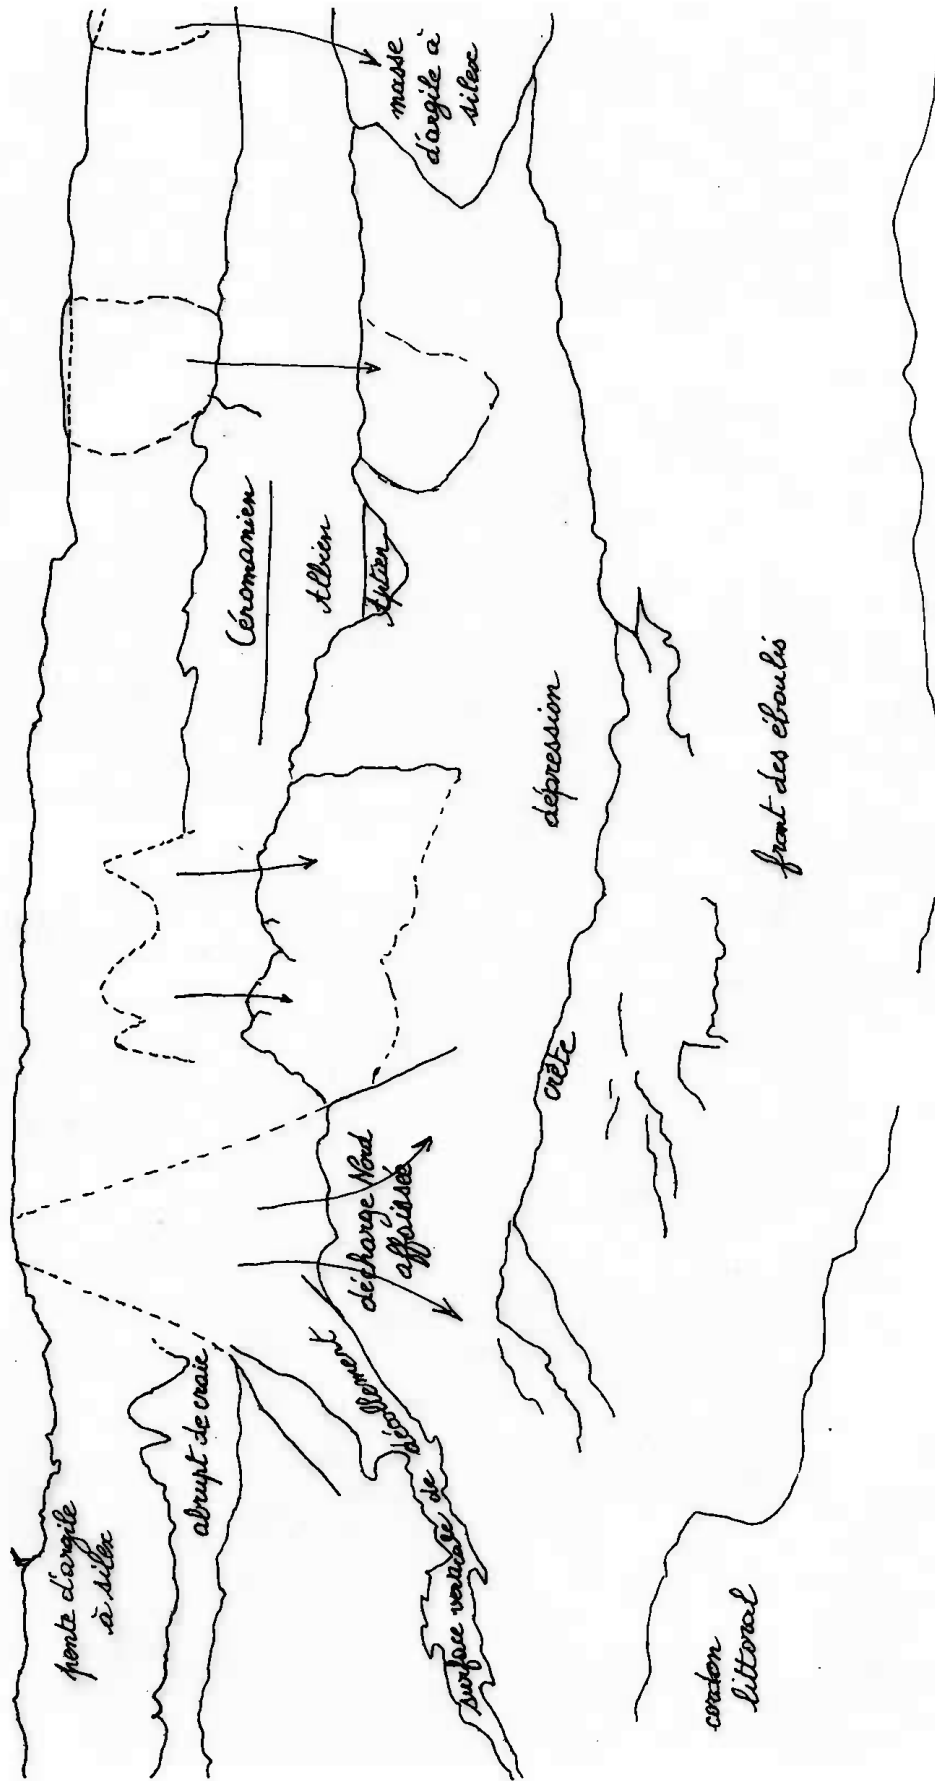 pente d'argile
à silex
abrupt de craie
surface verticale de
décollement
décharge Nord
affaissée
Céromanien
Albien
Aptien
masse
d'argile à
silex
dépression
crête
front des éboulis
cordon
littoral